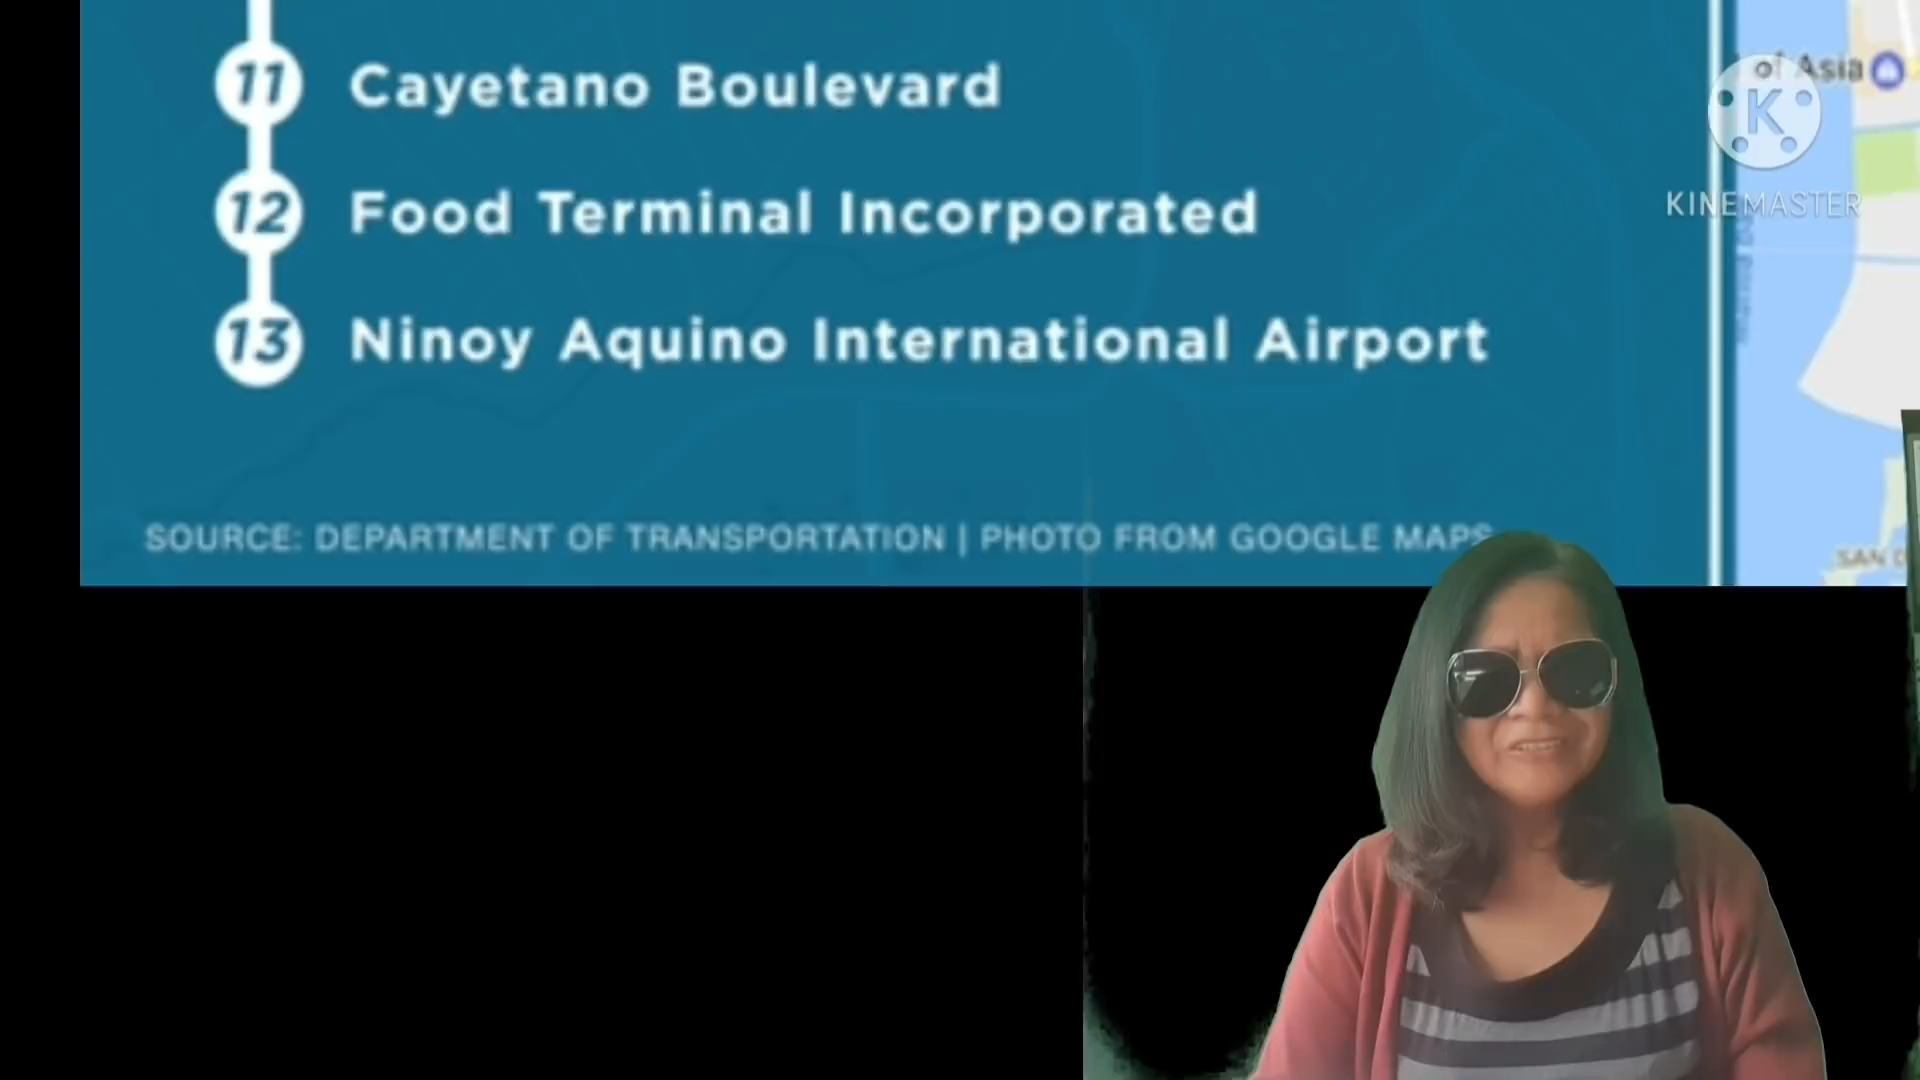 11 Cayetano Boulevard
12 Food Terminal Incorporated
13 Ninoy Aquino International Airport
SOURCE: DEPARTMENT OF TRANSPORTATION | PHOTO FROM GOOGLE MAPS
of Asia
K
KINEMASTER
SAN